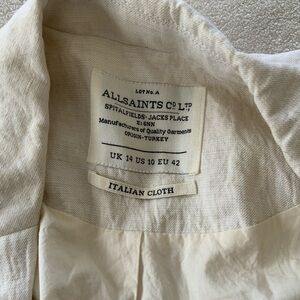 LOT No. A
ALLSAINTS Cᴼ LTᴰ
SPITALFIELDS · JACKS PLACE
E1 6NN
Manufacturers of Quality Garments
ORIGIN - TURKEY
UK 14 US 10 EU 42
ITALIAN CLOTH